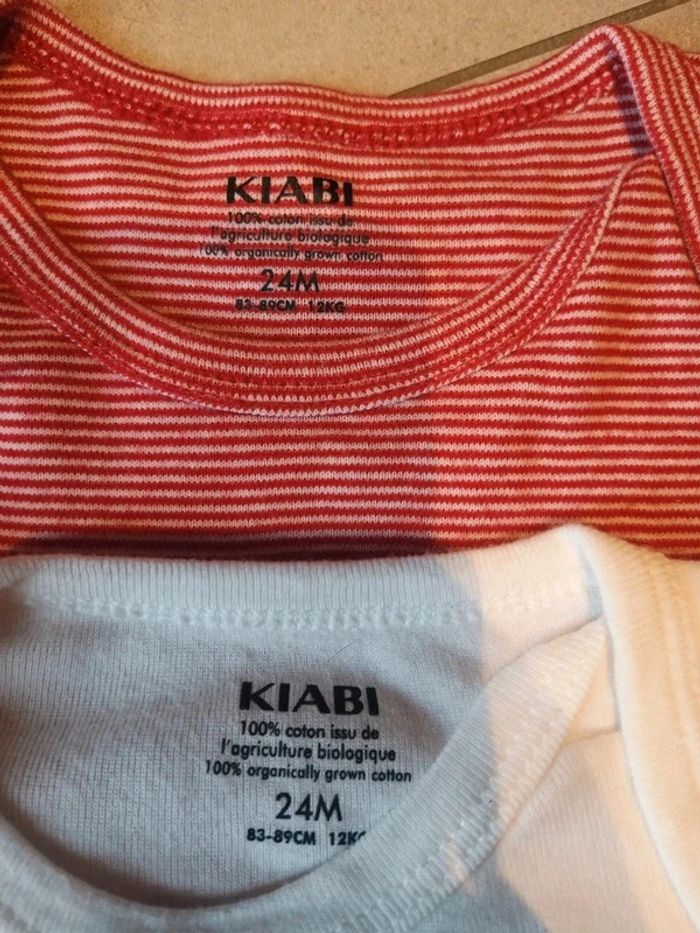 KIABI
100% coton issu de
l'agriculture biologique
100% organically grown cotton
24M
83-89CM 12KG
KIABI
100% coton issu de
l'agriculture biologique
100% organically grown cotton
24M
83-89CM 12KG